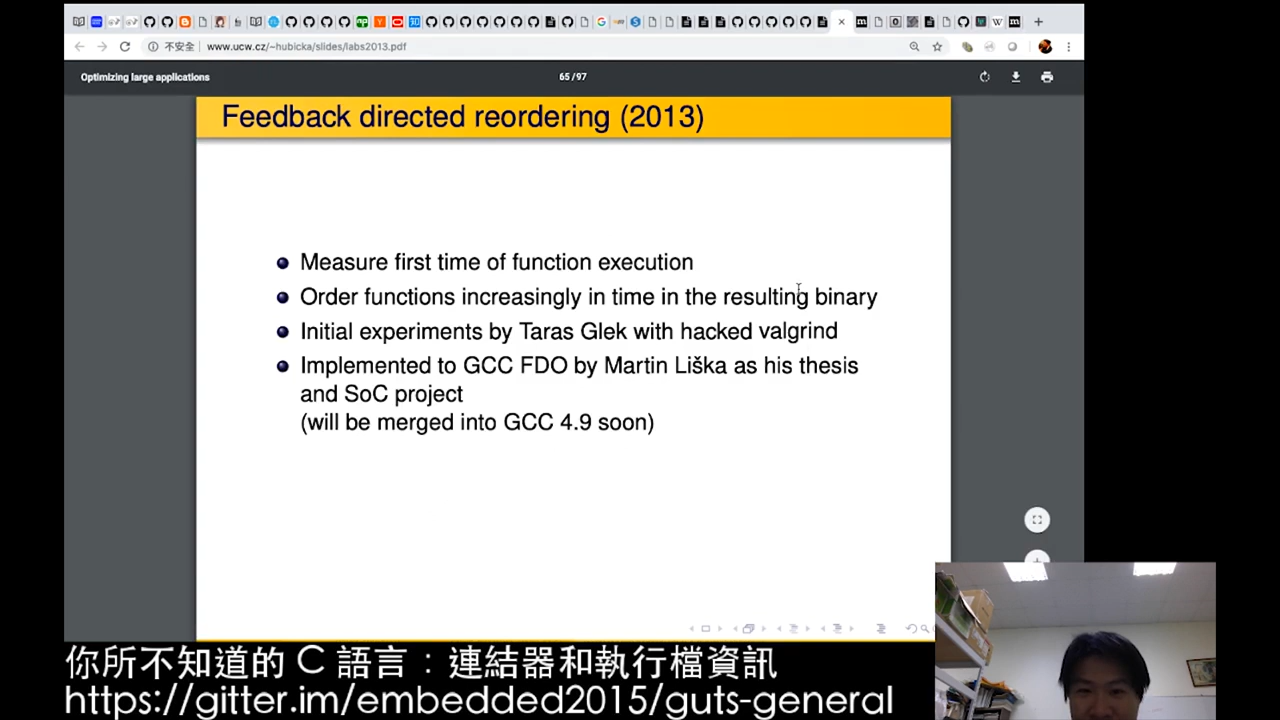 不安全
www.ucw.cz/~hubicka/slides/labs2013.pdf
Optimizing large applications
65 / 97
Feedback directed reordering (2013)
Measure first time of function execution
Order functions increasingly in time in the resulting binary
Initial experiments by Taras Glek with hacked valgrind
Implemented to GCC FDO by Martin Liška as his thesis
and SoC project
(will be merged into GCC 4.9 soon)
你所不知道的 C 語言：連結器和執行檔資訊
https://gitter.im/embedded2015/guts-general